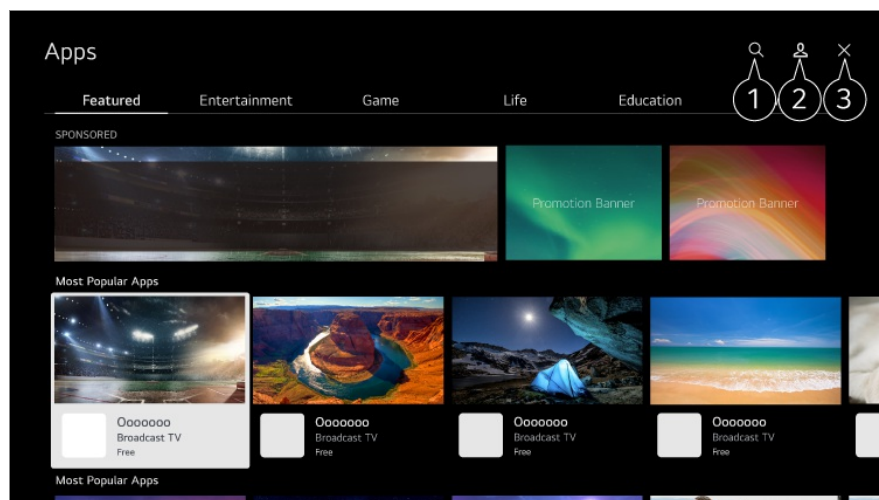 Apps
Featured Entertainment Game Life Education
1 2 3
SPONSORED
Promotion Banner Promotion Banner
Most Popular Apps
Ooooooo Ooooooo Ooooooo Ooooooo
Broadcast TV Broadcast TV Broadcast TV Broadcast TV
Free Free Free Free
Most Popular Apps